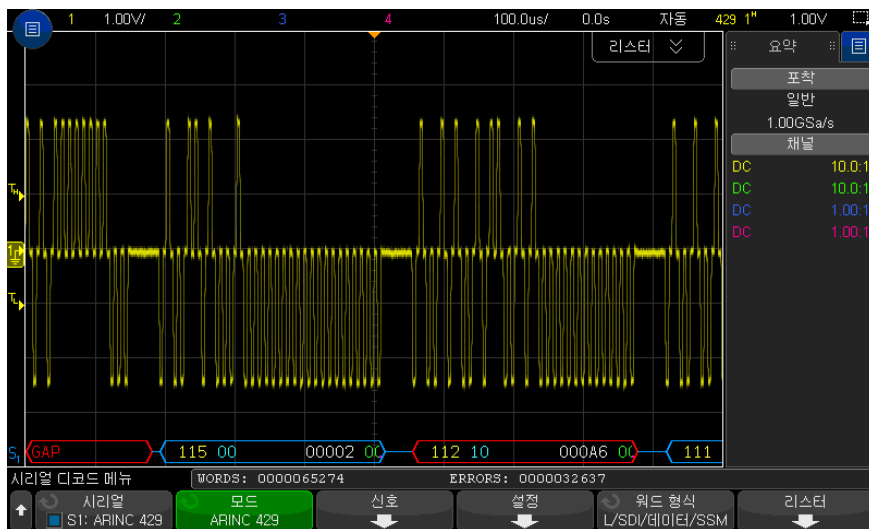 1 1.00V/ 2 3 4 100.0us/ 0.0s 자동 429 1ᴴ 1.00V
리스터
요약
포착
일반
1.00GSa/s
채널
DC 10.0:1
DC 10.0:1
DC 1.00:1
DC 1.00:1
TH
1
TL
S1 GAP 115 00 00002 00 112 10 000A6 111
시리얼 디코드 메뉴 WORDS: 0000065274 ERRORS: 0000032637
시리얼 모드 신호 설정 워드 형식 리스터
S1: ARINC 429 ARINC 429 L/SDI/데이터/SSM